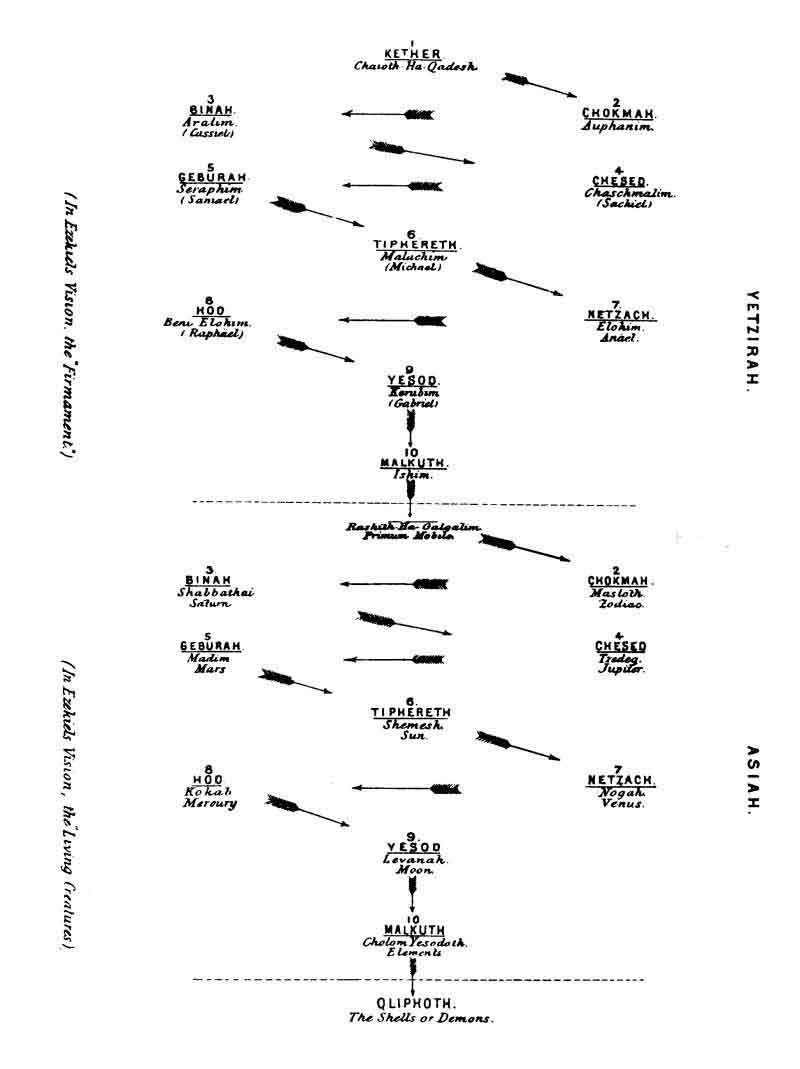 1
KETHER
Chaioth Ha-Qadesh.
2
CHOKMAH.
Auphanim.
3
BINAH.
Aralim.
(Cassiel)
4
CHESED.
Chaschmalim.
(Sachiel)
5
GEBURAH.
Seraphim
(Samael)
6
TIPHERETH.
Malachim
(Michael)
7.
NETZACH.
Elohim.
Anael.
8
HOD
Beni Elohim.
(Raphael)
9
YESOD.
Kerubim
(Gabriel)
10
MALKUTH.
Ishim.
(In Ezekiels Vision, the "Firmament.")
YETZIRAH.
Rashith Ha-Galgalim
Primum Mobile
2
CHOKMAH.
Masloth.
Zodiac.
3.
BINAH
Shabbathai
Saturn
4
CHESED
Tzedeq.
Jupiter.
5
GEBURAH.
Madim
Mars
6.
TIPHERETH
Shemesh.
Sun.
7
NETZACH.
Nogah.
Venus.
8
HOD
Kokab
Mercury
9.
YESOD
Levanah.
Moon.
10
MALKUTH
Cholom Yesodoth.
Elements
(In Ezekiels Vision, the "Living Creatures)
ASIAH.
QLIPHOTH.
The Shells or Demons.